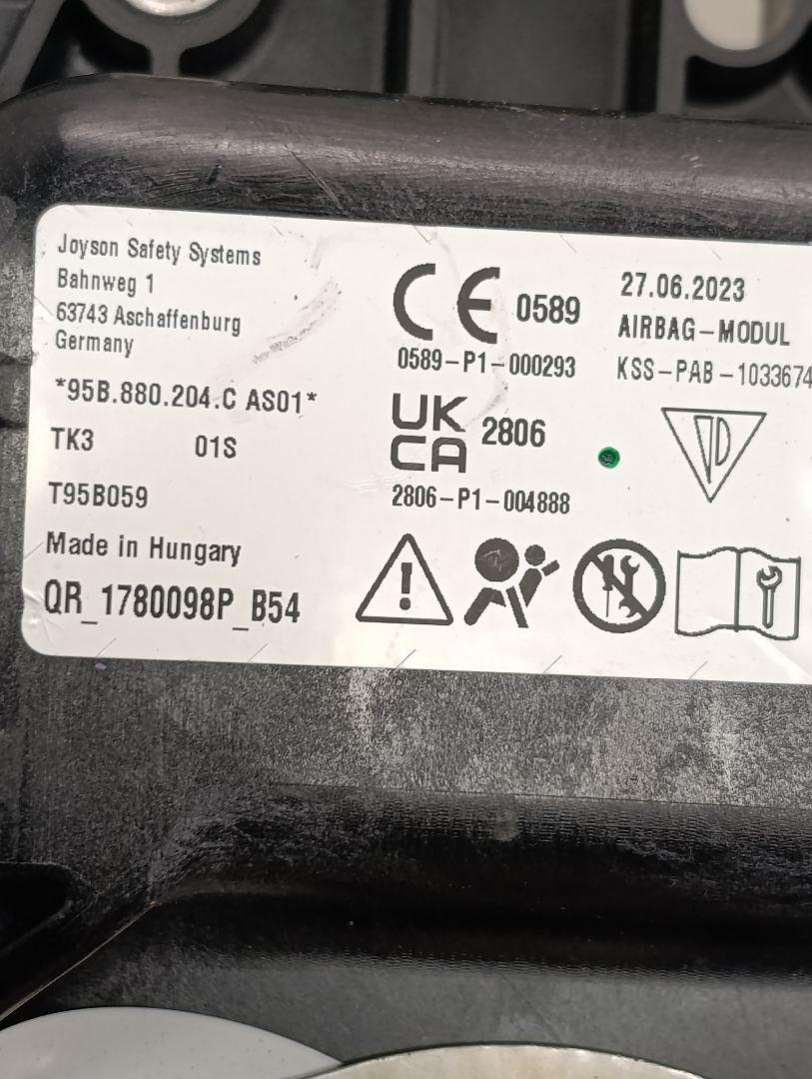 Joyson Safety Systems
Bahnweg 1
63743 Aschaffenburg
Germany
*95B.880.204.C AS01*
TK3 01S
T95B059
Made in Hungary
QR_1780098P_B54
CE 0589
0589-P1-000293
UK
CA 2806
2806-P1-004888
27.06.2023
AIRBAG-MODUL
KSS-PAB-1033674